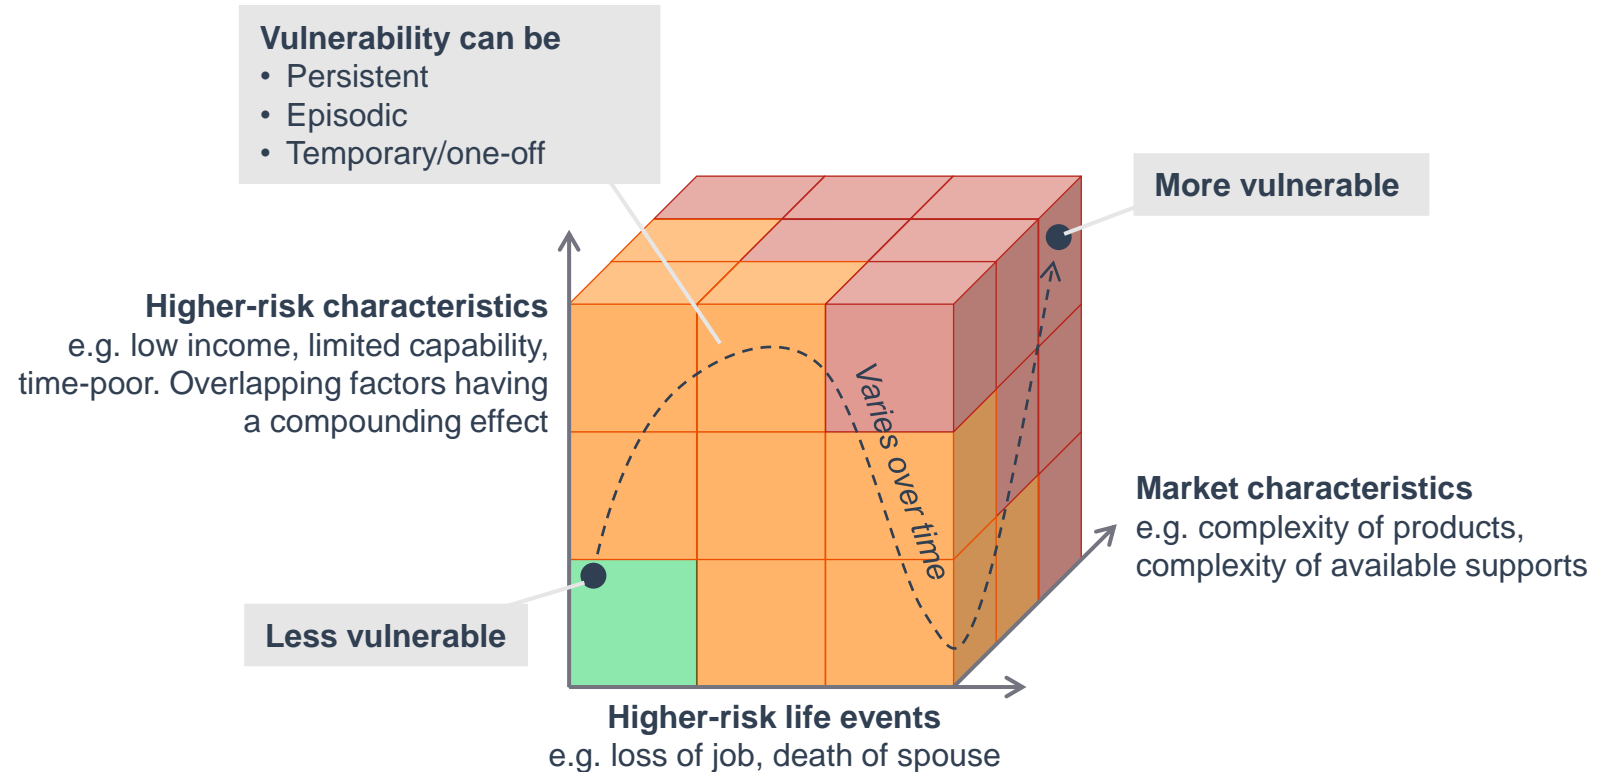 Vulnerability can be
• Persistent
• Episodic
• Temporary/one-off
More vulnerable
Higher-risk characteristics
e.g. low income, limited capability,
time-poor. Overlapping factors having
a compounding effect
Varies over time
Market characteristics
e.g. complexity of products,
complexity of available supports
Less vulnerable
Higher-risk life events
e.g. loss of job, death of spouse